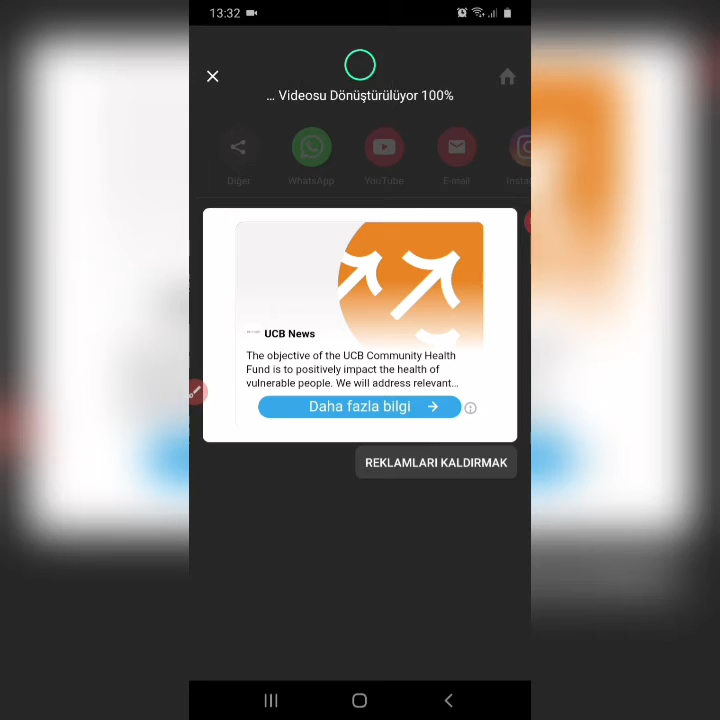 13:32
... Videosu Dönüştürülüyor 100%
Diğer
WhatsApp
YouTube
E-mail
Insta
UCB News
The objective of the UCB Community Health
Fund is to positively impact the health of
vulnerable people. We will address relevant...
Daha fazla bilgi
REKLAMLARI KALDIRMAK